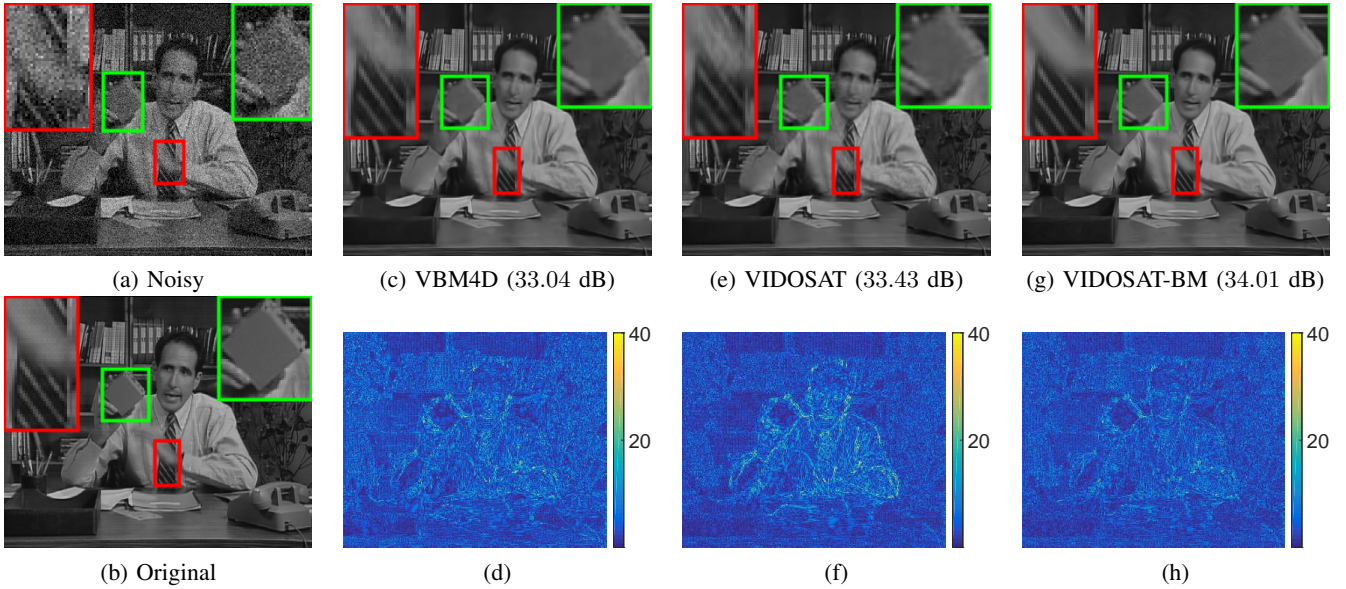 (a) Noisy
(c) VBM4D (33.04 dB)
(e) VIDOSAT (33.43 dB)
(g) VIDOSAT-BM (34.01 dB)
40
20
40
20
40
20
(b) Original
(d)
(f)
(h)